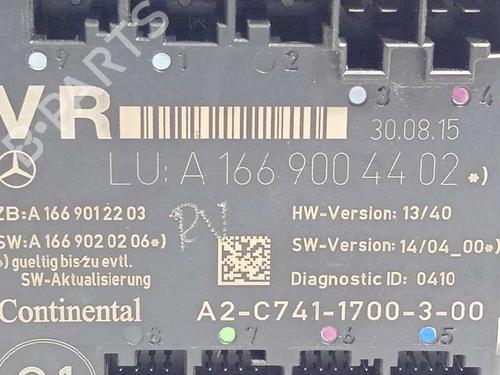 9 1 2
3 4
VR
30.08.15
LU: A 166 900 44 02 *)
ZB: A 166 901 22 03
HW-Version: 13/40
SW: A 166 902 02 06*)
SW-Version: 14/04_00*)
*) gueltig bis zu evtl.
SW-Aktualisierung
Diagnostic ID: 0410
Continental
A2-C741-1700-3-00
8 7 6 5
B-PARTS